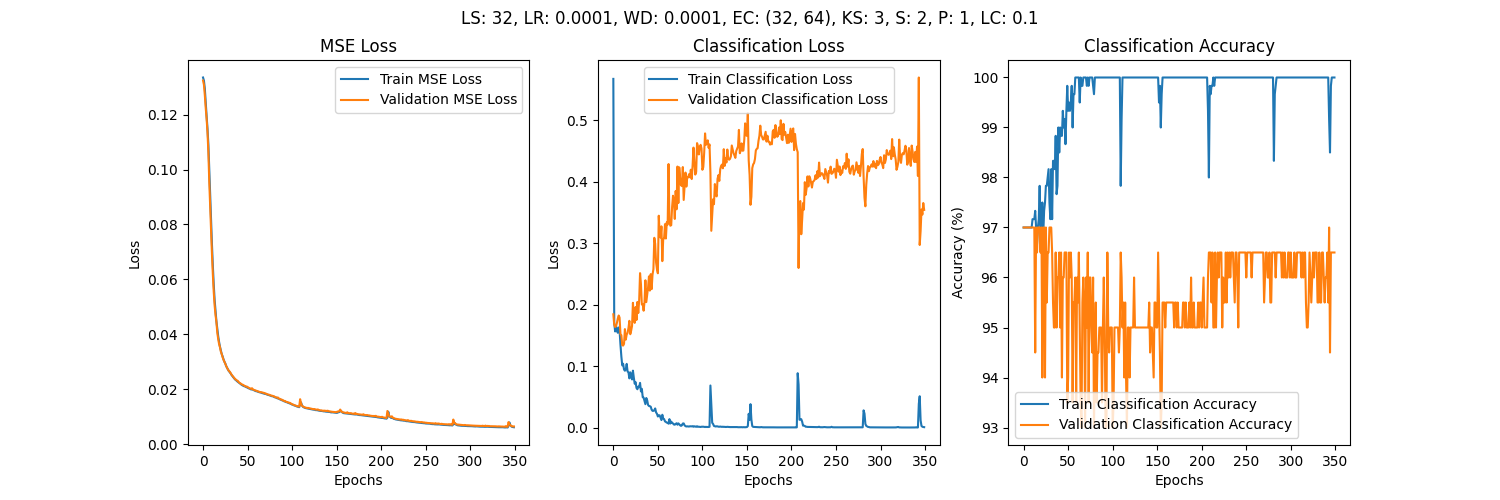 LS: 32, LR: 0.0001, WD: 0.0001, EC: (32, 64), KS: 3, S: 2, P: 1, LC: 0.1
MSE Loss
Train MSE Loss
Validation MSE Loss
Loss
0.12
0.10
0.08
0.06
0.04
0.02
0.00
0 50 100 150 200 250 300 350
Epochs
Classification Loss
Train Classification Loss
Validation Classification Loss
Loss
0.5
0.4
0.3
0.2
0.1
0.0
0 50 100 150 200 250 300 350
Epochs
Classification Accuracy
Accuracy (%)
100
99
98
97
96
95
94
93
Train Classification Accuracy
Validation Classification Accuracy
0 50 100 150 200 250 300 350
Epochs